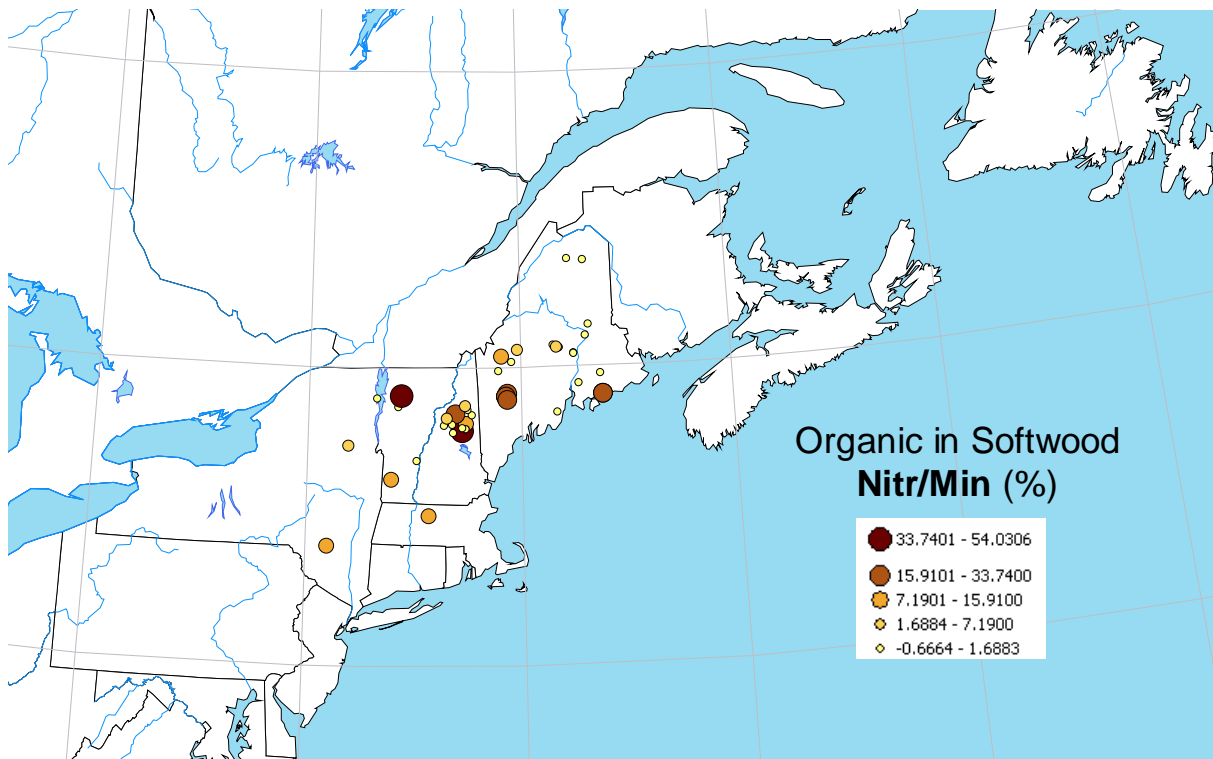 Organic in Softwood
Nitr/Min (%)
33.7401 - 54.0306
15.9101 - 33.7400
7.1901 - 15.9100
1.6884 - 7.1900
-0.6664 - 1.6883